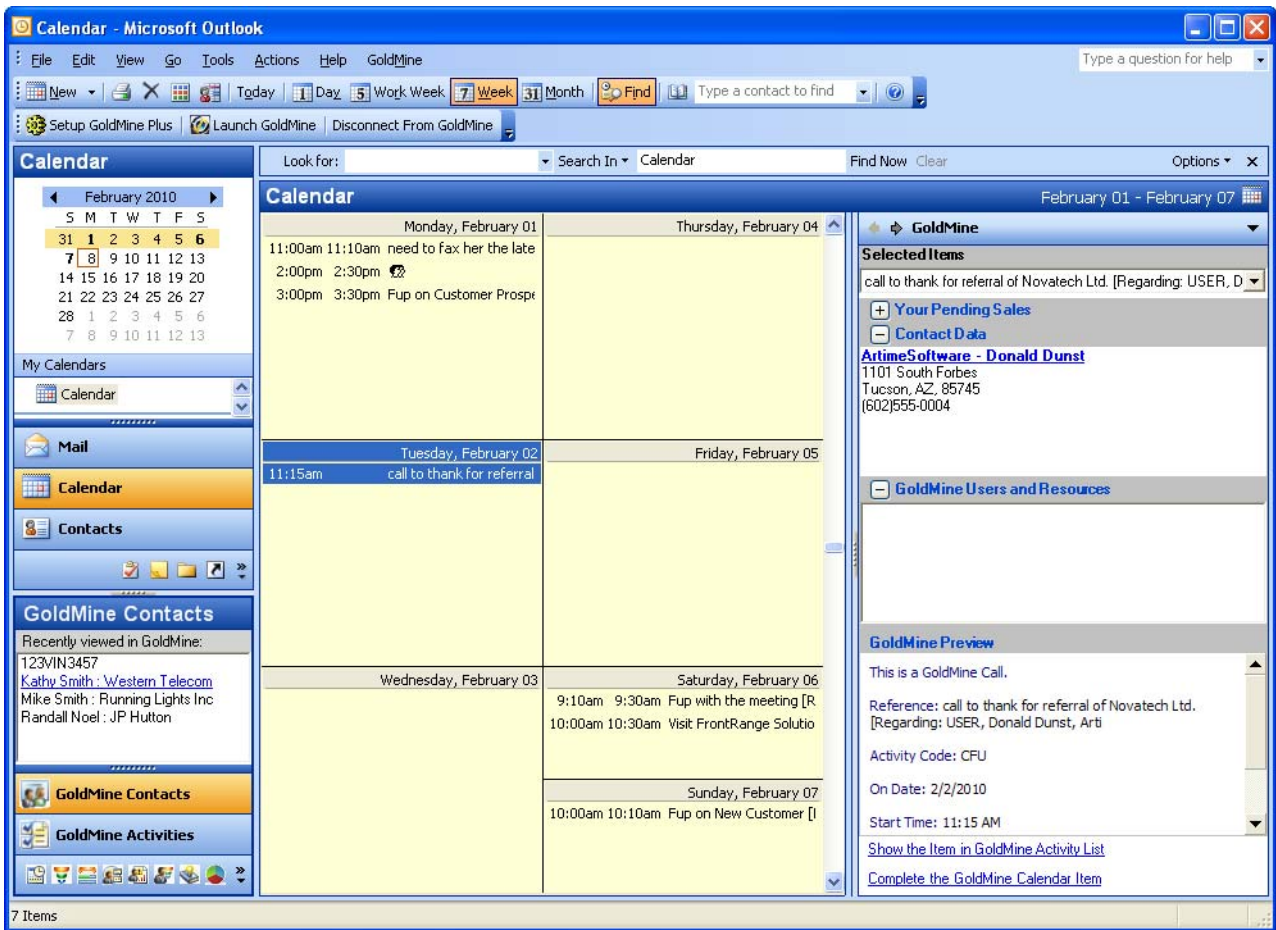 Calendar - Microsoft Outlook
File Edit View Go Tools Actions Help GoldMine Type a question for help
New Today 1 Day 5 Work Week 7 Week 31 Month Find Type a contact to find
Setup GoldMine Plus Launch GoldMine Disconnect From GoldMine
Calendar
Look for: Search In Calendar Find Now Clear Options
February 2010
S M T W T F S
31 1 2 3 4 5 6
7 8 9 10 11 12 13
14 15 16 17 18 19 20
21 22 23 24 25 26 27
28 1 2 3 4 5 6
7 8 9 10 11 12 13
My Calendars
Calendar
Mail
Calendar
Contacts
GoldMine Contacts
Recently viewed in GoldMine:
123VIN3457
Kathy Smith : Western Telecom
Mike Smith : Running Lights Inc
Randall Noel : JP Hutton
GoldMine Contacts
GoldMine Activities
Calendar February 01 - February 07
Monday, February 01
11:00am 11:10am need to fax her the late
2:00pm 2:30pm
3:00pm 3:30pm Fup on Customer Prospe
Tuesday, February 02
11:15am call to thank for referral
Wednesday, February 03
Thursday, February 04
Friday, February 05
Saturday, February 06
9:10am 9:30am Fup with the meeting [R
10:00am 10:30am Visit FrontRange Solutio
Sunday, February 07
10:00am 10:10am Fup on New Customer [
GoldMine
Selected Items
call to thank for referral of Novatech Ltd. [Regarding: USER, D
Your Pending Sales
Contact Data
ArtimeSoftware - Donald Dunst
1101 South Forbes
Tucson, AZ, 85745
(602)555-0004
GoldMine Users and Resources
GoldMine Preview
This is a GoldMine Call.
Reference: call to thank for referral of Novatech Ltd.
[Regarding: USER, Donald Dunst, Arti
Activity Code: CFU
On Date: 2/2/2010
Start Time: 11:15 AM
Show the Item in GoldMine Activity List
Complete the GoldMine Calendar Item
7 Items